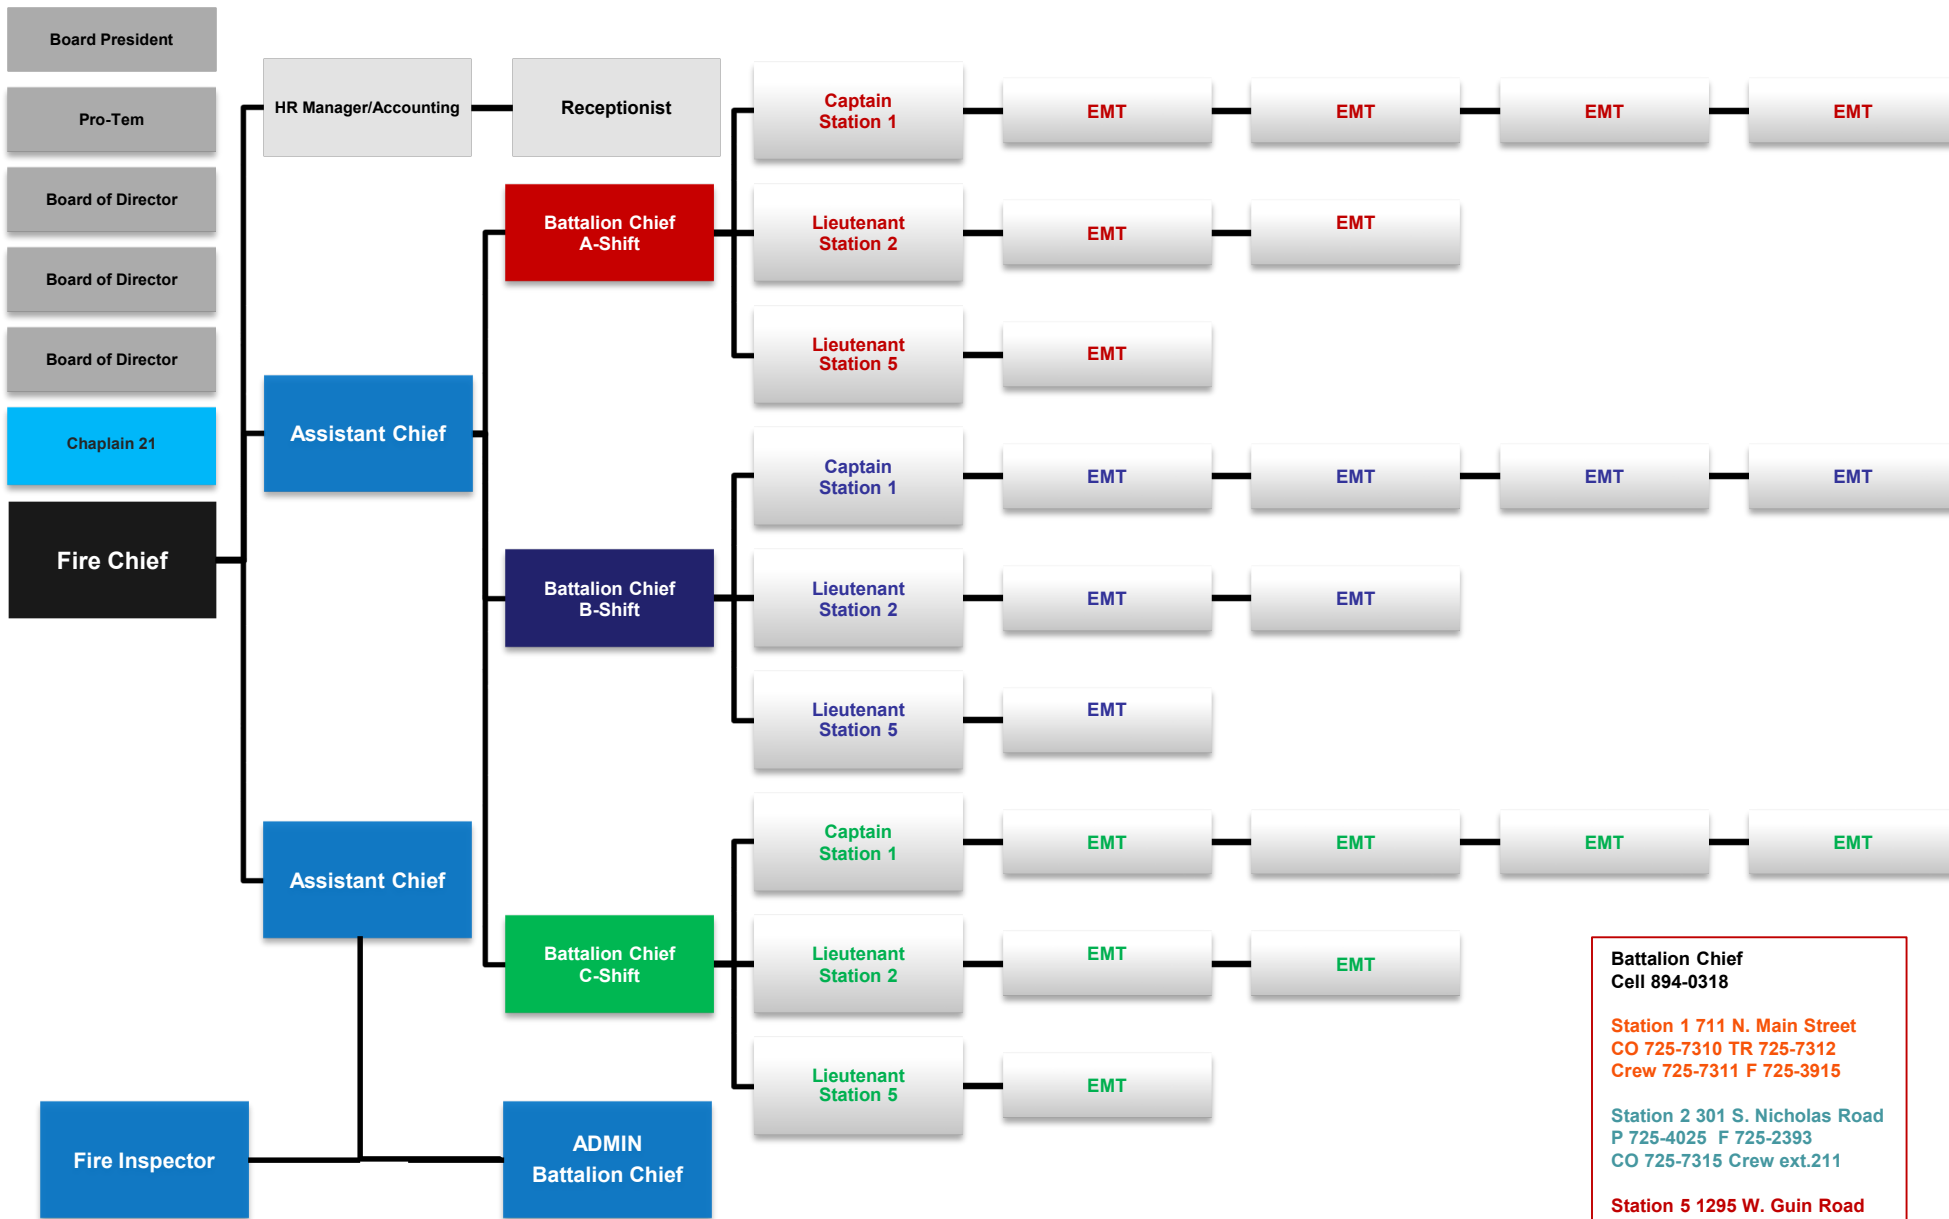 Board President
Pro-Tem
Board of Director
Board of Director
Board of Director
Chaplain 21
Fire Chief
HR Manager/Accounting
Receptionist
Assistant Chief
Assistant Chief
Fire Inspector
ADMIN
Battalion Chief
Battalion Chief
A-Shift
Captain
Station 1
EMT
EMT
EMT
EMT
Lieutenant
Station 2
EMT
EMT
Lieutenant
Station 5
EMT
Battalion Chief
B-Shift
Captain
Station 1
EMT
EMT
EMT
EMT
Lieutenant
Station 2
EMT
EMT
Lieutenant
Station 5
EMT
Battalion Chief
C-Shift
Captain
Station 1
EMT
EMT
EMT
EMT
Lieutenant
Station 2
EMT
EMT
Lieutenant
Station 5
EMT
Battalion Chief
Cell 894-0318
Station 1 711 N. Main Street
CO 725-7310 TR 725-7312
Crew 725-7311 F 725-3915
Station 2 301 S. Nicholas Road
P 725-4025 F 725-2393
CO 725-7315 Crew ext.211
Station 5 1295 W. Guin Road